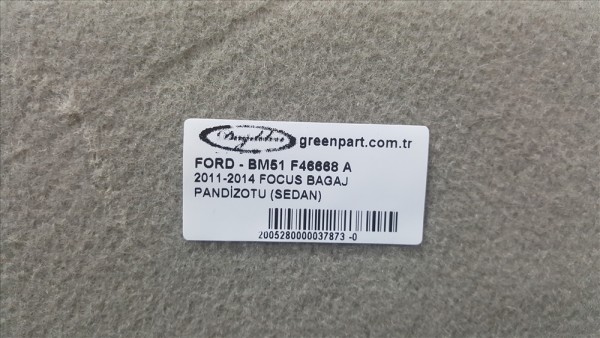 greenpart.com.tr
FORD - BM51 F46668 A
2011-2014 FOCUS BAGAJ
PANDİZOTU (SEDAN)
2005280000037873 -0